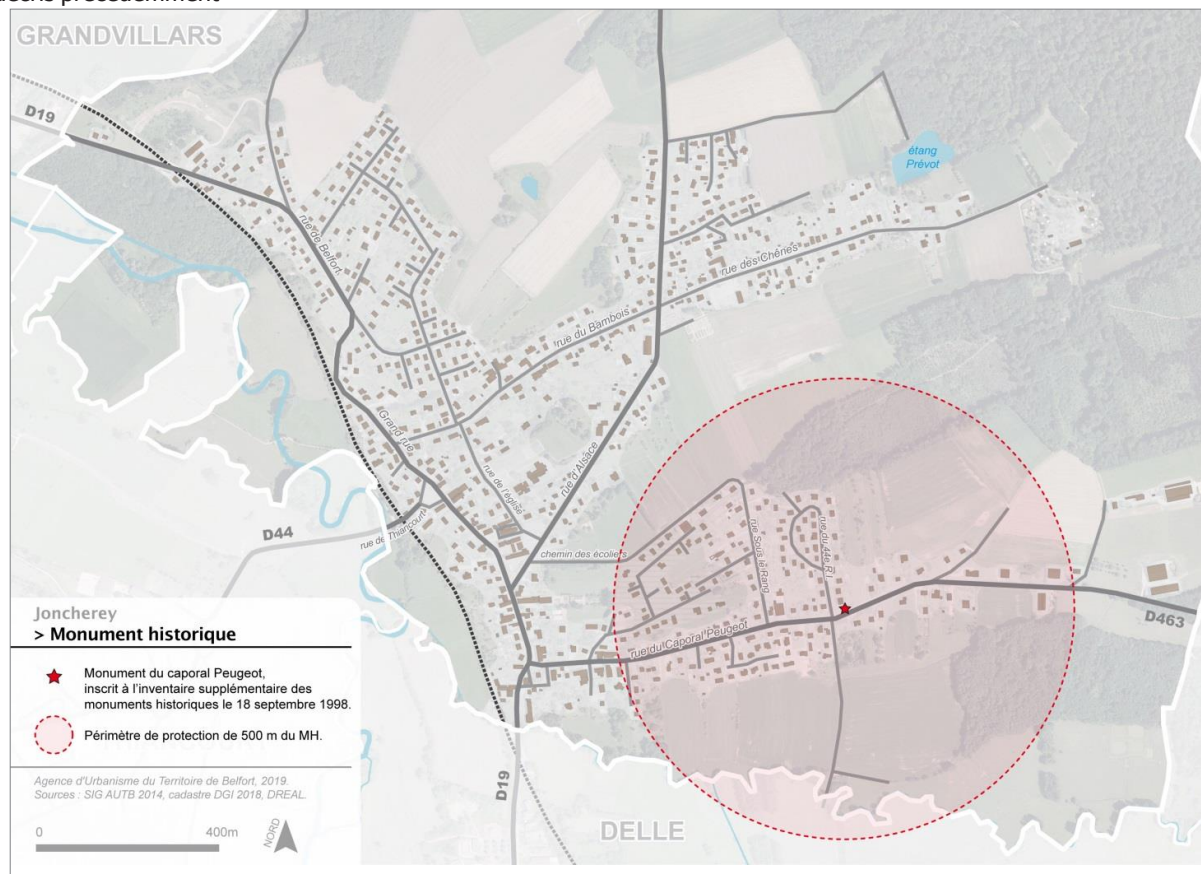 décris précédemment
GRANDVILLARS
D19
étang
Prévot
rue de Belfort
rue des Chênes
rue du Bambois
Grand rue
rue d'Alsace
rue de l'église
D44
rue de Thiancourt
chemin des écoliers
rue Sous le Rang
rue du 44e R.I
rue du Caporal Peugeot
D463
D19
DELLE
Joncherey
> Monument historique
Monument du caporal Peugeot,
inscrit à l'inventaire supplémentaire des
monuments historiques le 18 septembre 1998.
Périmètre de protection de 500 m du MH.
Agence d'Urbanisme du Territoire de Belfort, 2019.
Sources : SIG AUTB 2014, cadastre DGI 2018, DREAL.
0
400m
NORD